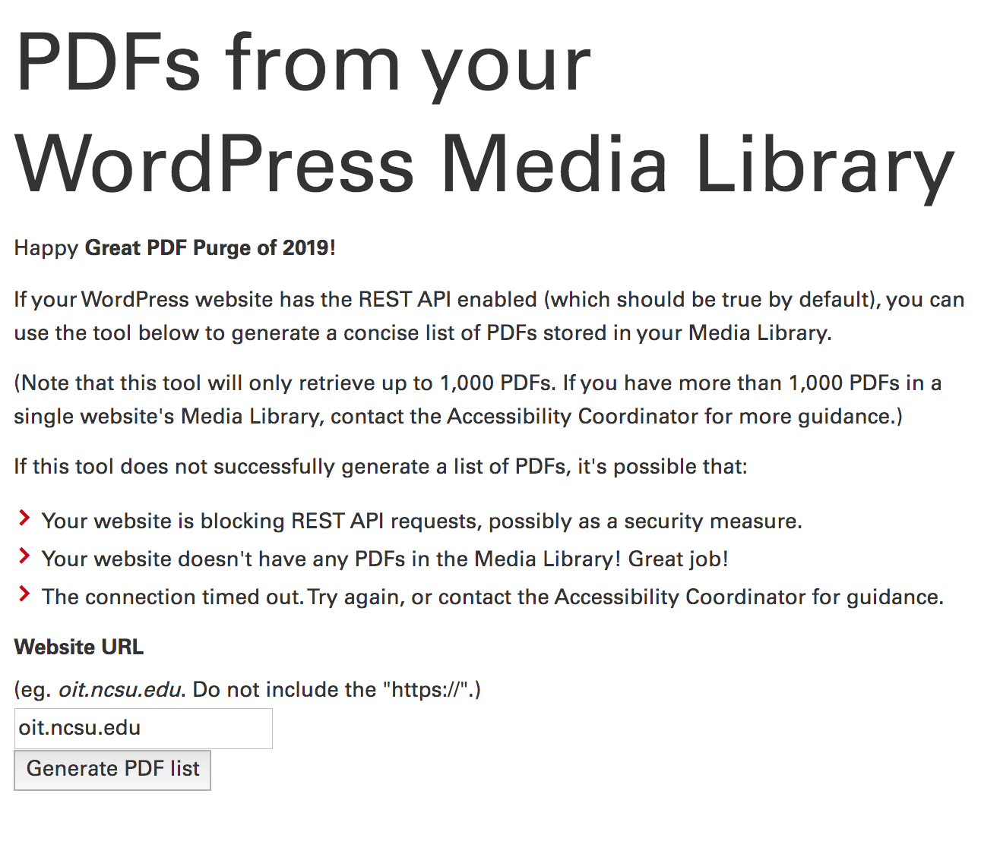 PDFs from your
WordPress Media Library
Happy Great PDF Purge of 2019!
If your WordPress website has the REST API enabled (which should be true by default), you can
use the tool below to generate a concise list of PDFs stored in your Media Library.
(Note that this tool will only retrieve up to 1,000 PDFs. If you have more than 1,000 PDFs in a
single website's Media Library, contact the Accessibility Coordinator for more guidance.)
If this tool does not successfully generate a list of PDFs, it's possible that:
Your website is blocking REST API requests, possibly as a security measure.
Your website doesn't have any PDFs in the Media Library! Great job!
The connection timed out. Try again, or contact the Accessibility Coordinator for guidance.
Website URL
(eg. oit.ncsu.edu. Do not include the "https://".)
oit.ncsu.edu
Generate PDF list